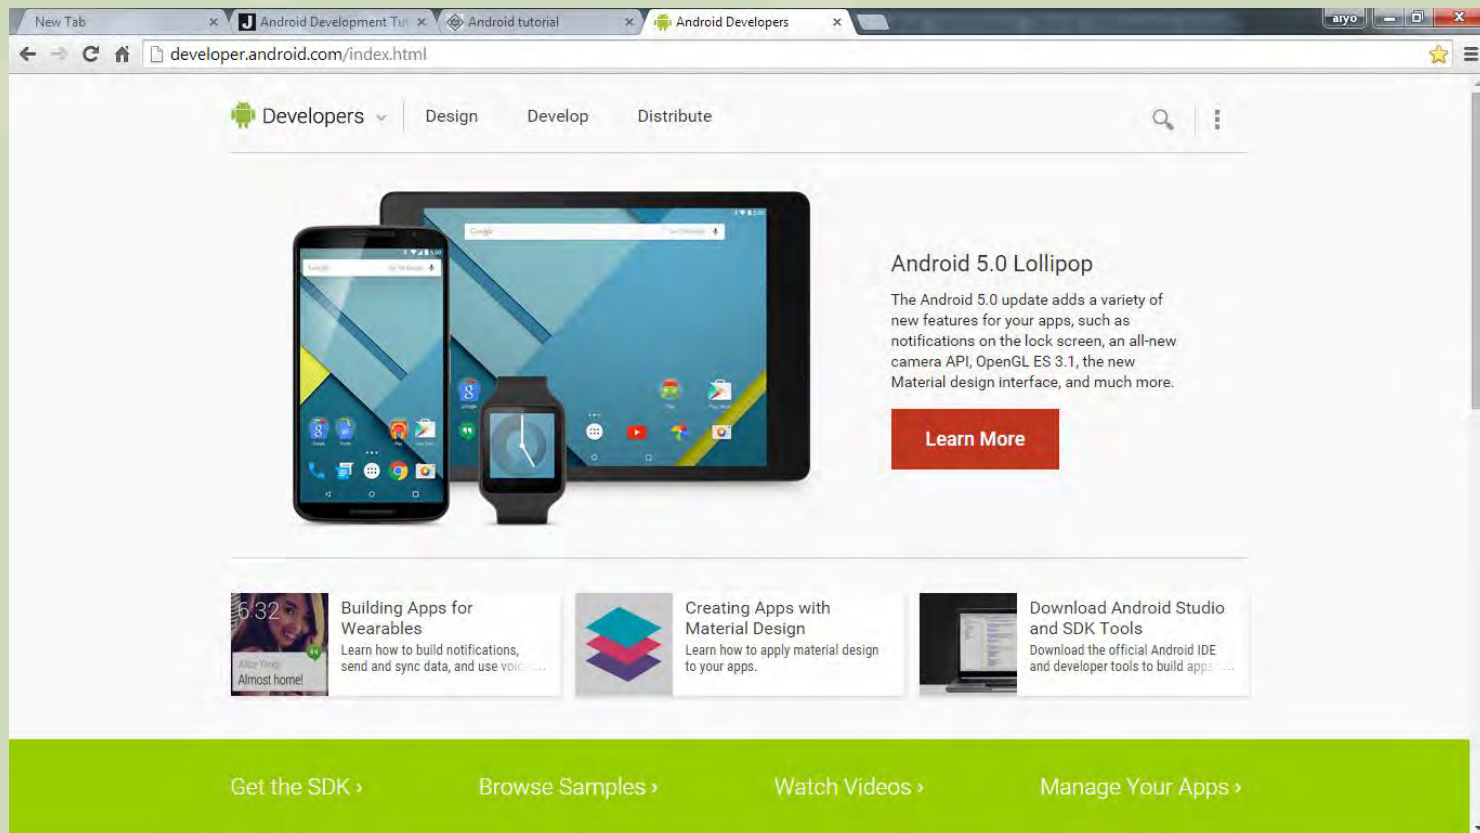 New Tab
Android Development Tu
Android tutorial
Android Developers
aryo
developer.android.com/index.html
Developers
Design
Develop
Distribute
Google
Android 5.0 Lollipop
The Android 5.0 update adds a variety of
new features for your apps, such as
notifications on the lock screen, an all-new
camera API, OpenGL ES 3.1, the new
Material design interface, and much more.
Learn More
6:32
Almost home!
Building Apps for
Wearables
Learn how to build notifications,
send and sync data, and use voic ...
Creating Apps with
Material Design
Learn how to apply material design
to your apps.
Download Android Studio
and SDK Tools
Download the official Android IDE
and developer tools to build apps ...
Get the SDK ›
Browse Samples ›
Watch Videos ›
Manage Your Apps ›